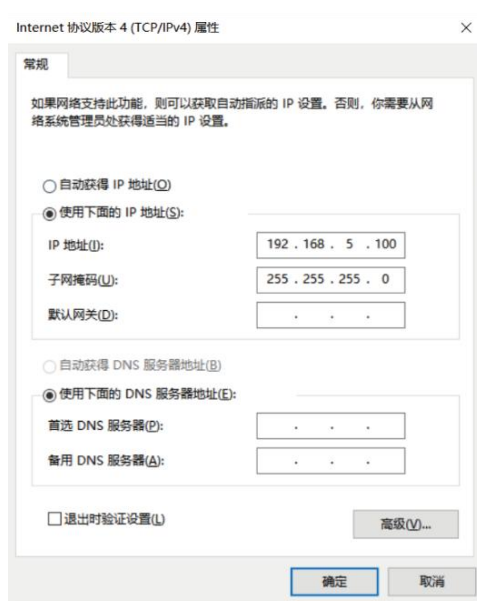 Internet 协议版本 4 (TCP/IPv4) 属性
常规
如果网络支持此功能，则可以获取自动指派的 IP 设置。否则，你需要从网
络系统管理员处获得适当的 IP 设置。
自动获得 IP 地址(O)
使用下面的 IP 地址(S):
IP 地址(I):
192 . 168 . 5 . 100
子网掩码(U):
255 . 255 . 255 . 0
默认网关(D):
. . .
自动获得 DNS 服务器地址(B)
使用下面的 DNS 服务器地址(E):
首选 DNS 服务器(P):
. . .
备用 DNS 服务器(A):
. . .
退出时验证设置(L)
高级(V)...
确定
取消